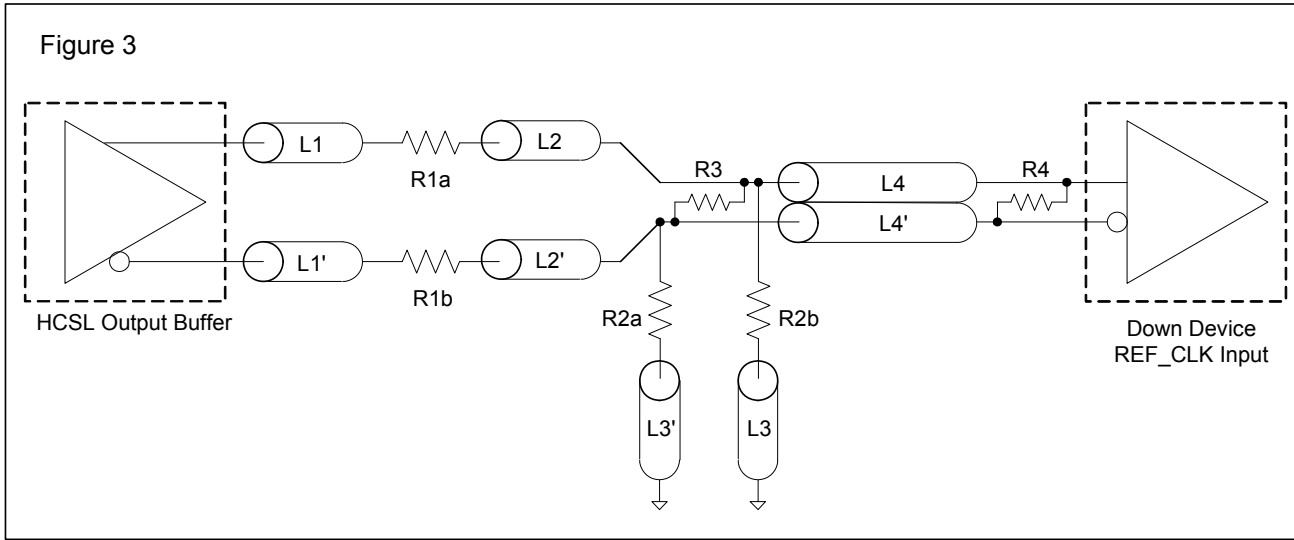 Figure 3
L1
R1a
L2
R3
L4
R4
L4'
L1'
R1b
L2'
HCSL Output Buffer
R2a
R2b
Down Device
REF_CLK Input
L3'
L3